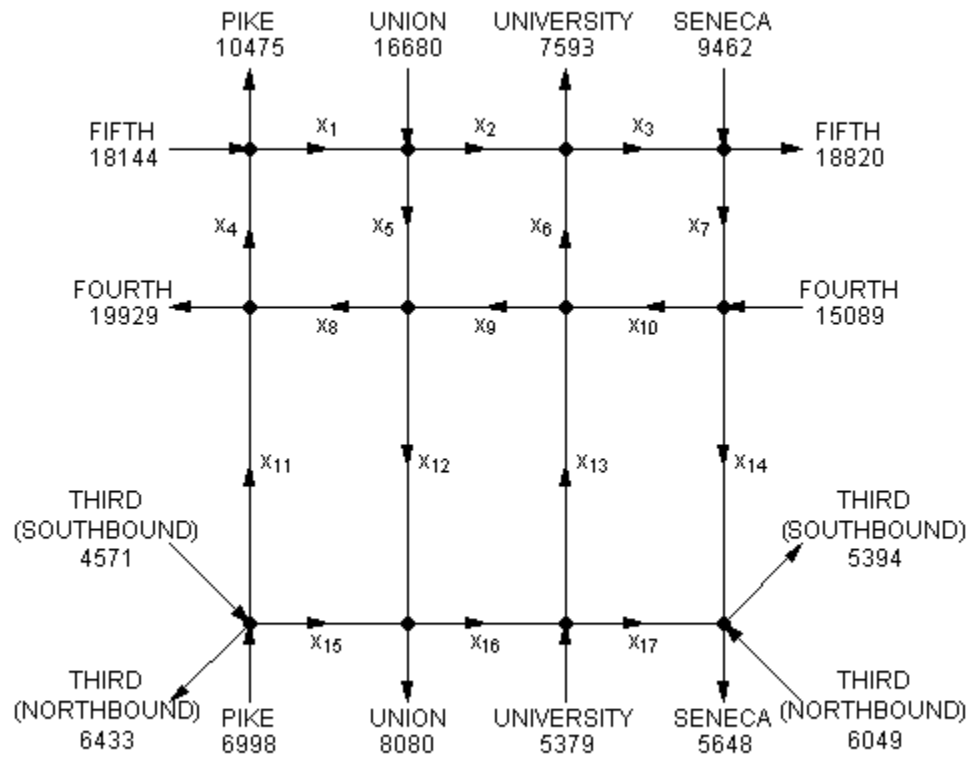 PIKE
10475
UNION
16680
UNIVERSITY
7593
SENECA
9462
FIFTH
18144
x1
x2
x3
FIFTH
18820
x4
x5
x6
x7
FOURTH
19929
x8
x9
x10
FOURTH
15089
x11
x12
x13
x14
THIRD
(SOUTHBOUND)
4571
THIRD
(SOUTHBOUND)
5394
x15
x16
x17
THIRD
(NORTHBOUND)
6433
PIKE
6998
UNION
8080
UNIVERSITY
5379
SENECA
5648
THIRD
(NORTHBOUND)
6049